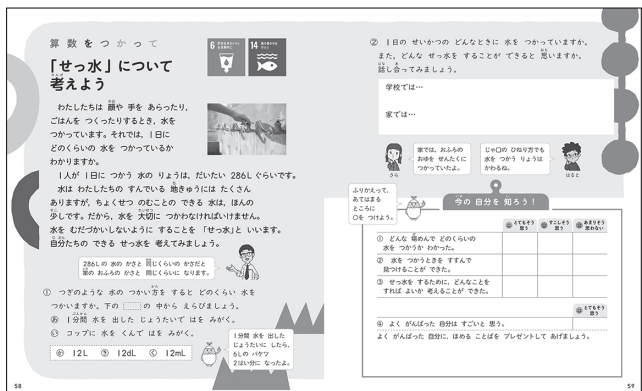 算数を つかって
「せっ水」について
考えよう
6
14
わたしたちは 顔や 手を あらったり、
ごはんを つくったりするとき、水を
つかっています。それでは、1日に
どのくらいの 水を つかっているか
わかりますか。
1人が 1日に つかう 水の りょうは、だいたい 286Lぐらいです。
水は わたしたちの すんでいる 地きゅうには たくさん
ありますが、ちょくせつ のむことの できる 水は、ほんの
少しです。だから、水を 大切に つかわなければいけません。
水を むだづかいしないように することを 「せっ水」と いいます。
自分たちの できる せっ水を 考えてみましょう。
286Lの 水の かさと 同じくらいの かさだと
家の おふろの かさと 同じくらいに なります。
① つぎのような 水の つかい方を すると どのくらい 水を
つかいますか。下の の 中から えらびましょう。
あ 1分間 水を 出した じょうたいで はを みがく。
い コップに 水を くんで はを みがく。
か 12L き 12dL く 12mL
1分間 水を 出した
じょうたいに したら、
6Lの バケツ
2はい分に なったよ。
58
② 1日の せいかつの どんなときに 水を つかっていますか。
また、どんな せっ水を することが できると 思いますか。
話し合ってみましょう。
学校では…
家では…
家では、おふろの
おゆを せんたくに
つかっていたよ。
さら
じゃ口の ひねり方でも
水を つかう りょうは
かわるね。
はると
ふりかえって、
あてはまる
ところに
○を つけよう。
今の 自分を 知ろう!
とてもそう
思う
すこしそう
思う
あまりそう
思わない
① どんな 場めんで どのくらいの
水を つかうか わかった。
② 水を つかうときを すすんで
見つけることが できた。
③ せっ水を するために、どんなことを
すれば よいか 考えることが できた。
とてもそう
思う
④ よく がんばった 自分は すごいと 思う。
よく がんばった 自分に、ほめる ことばを プレゼントして あげましょう。
59